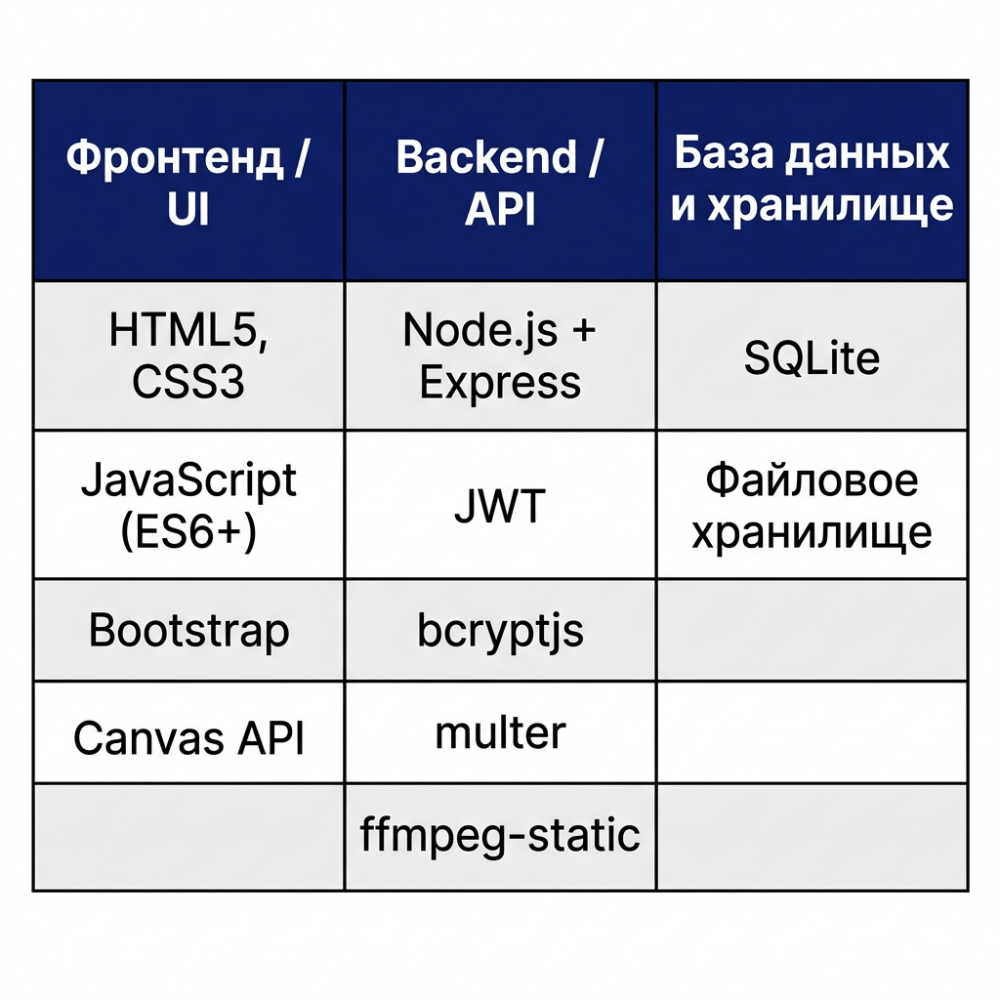 Фронтенд /
UI
Backend /
API
База данных
и хранилище
HTML5,
CSS3
Node.js +
Express
SQLite
JavaScript
(ES6+)
JWT
Файловое
хранилище
Bootstrap
bcryptjs
Canvas API
multer
ffmpeg-static